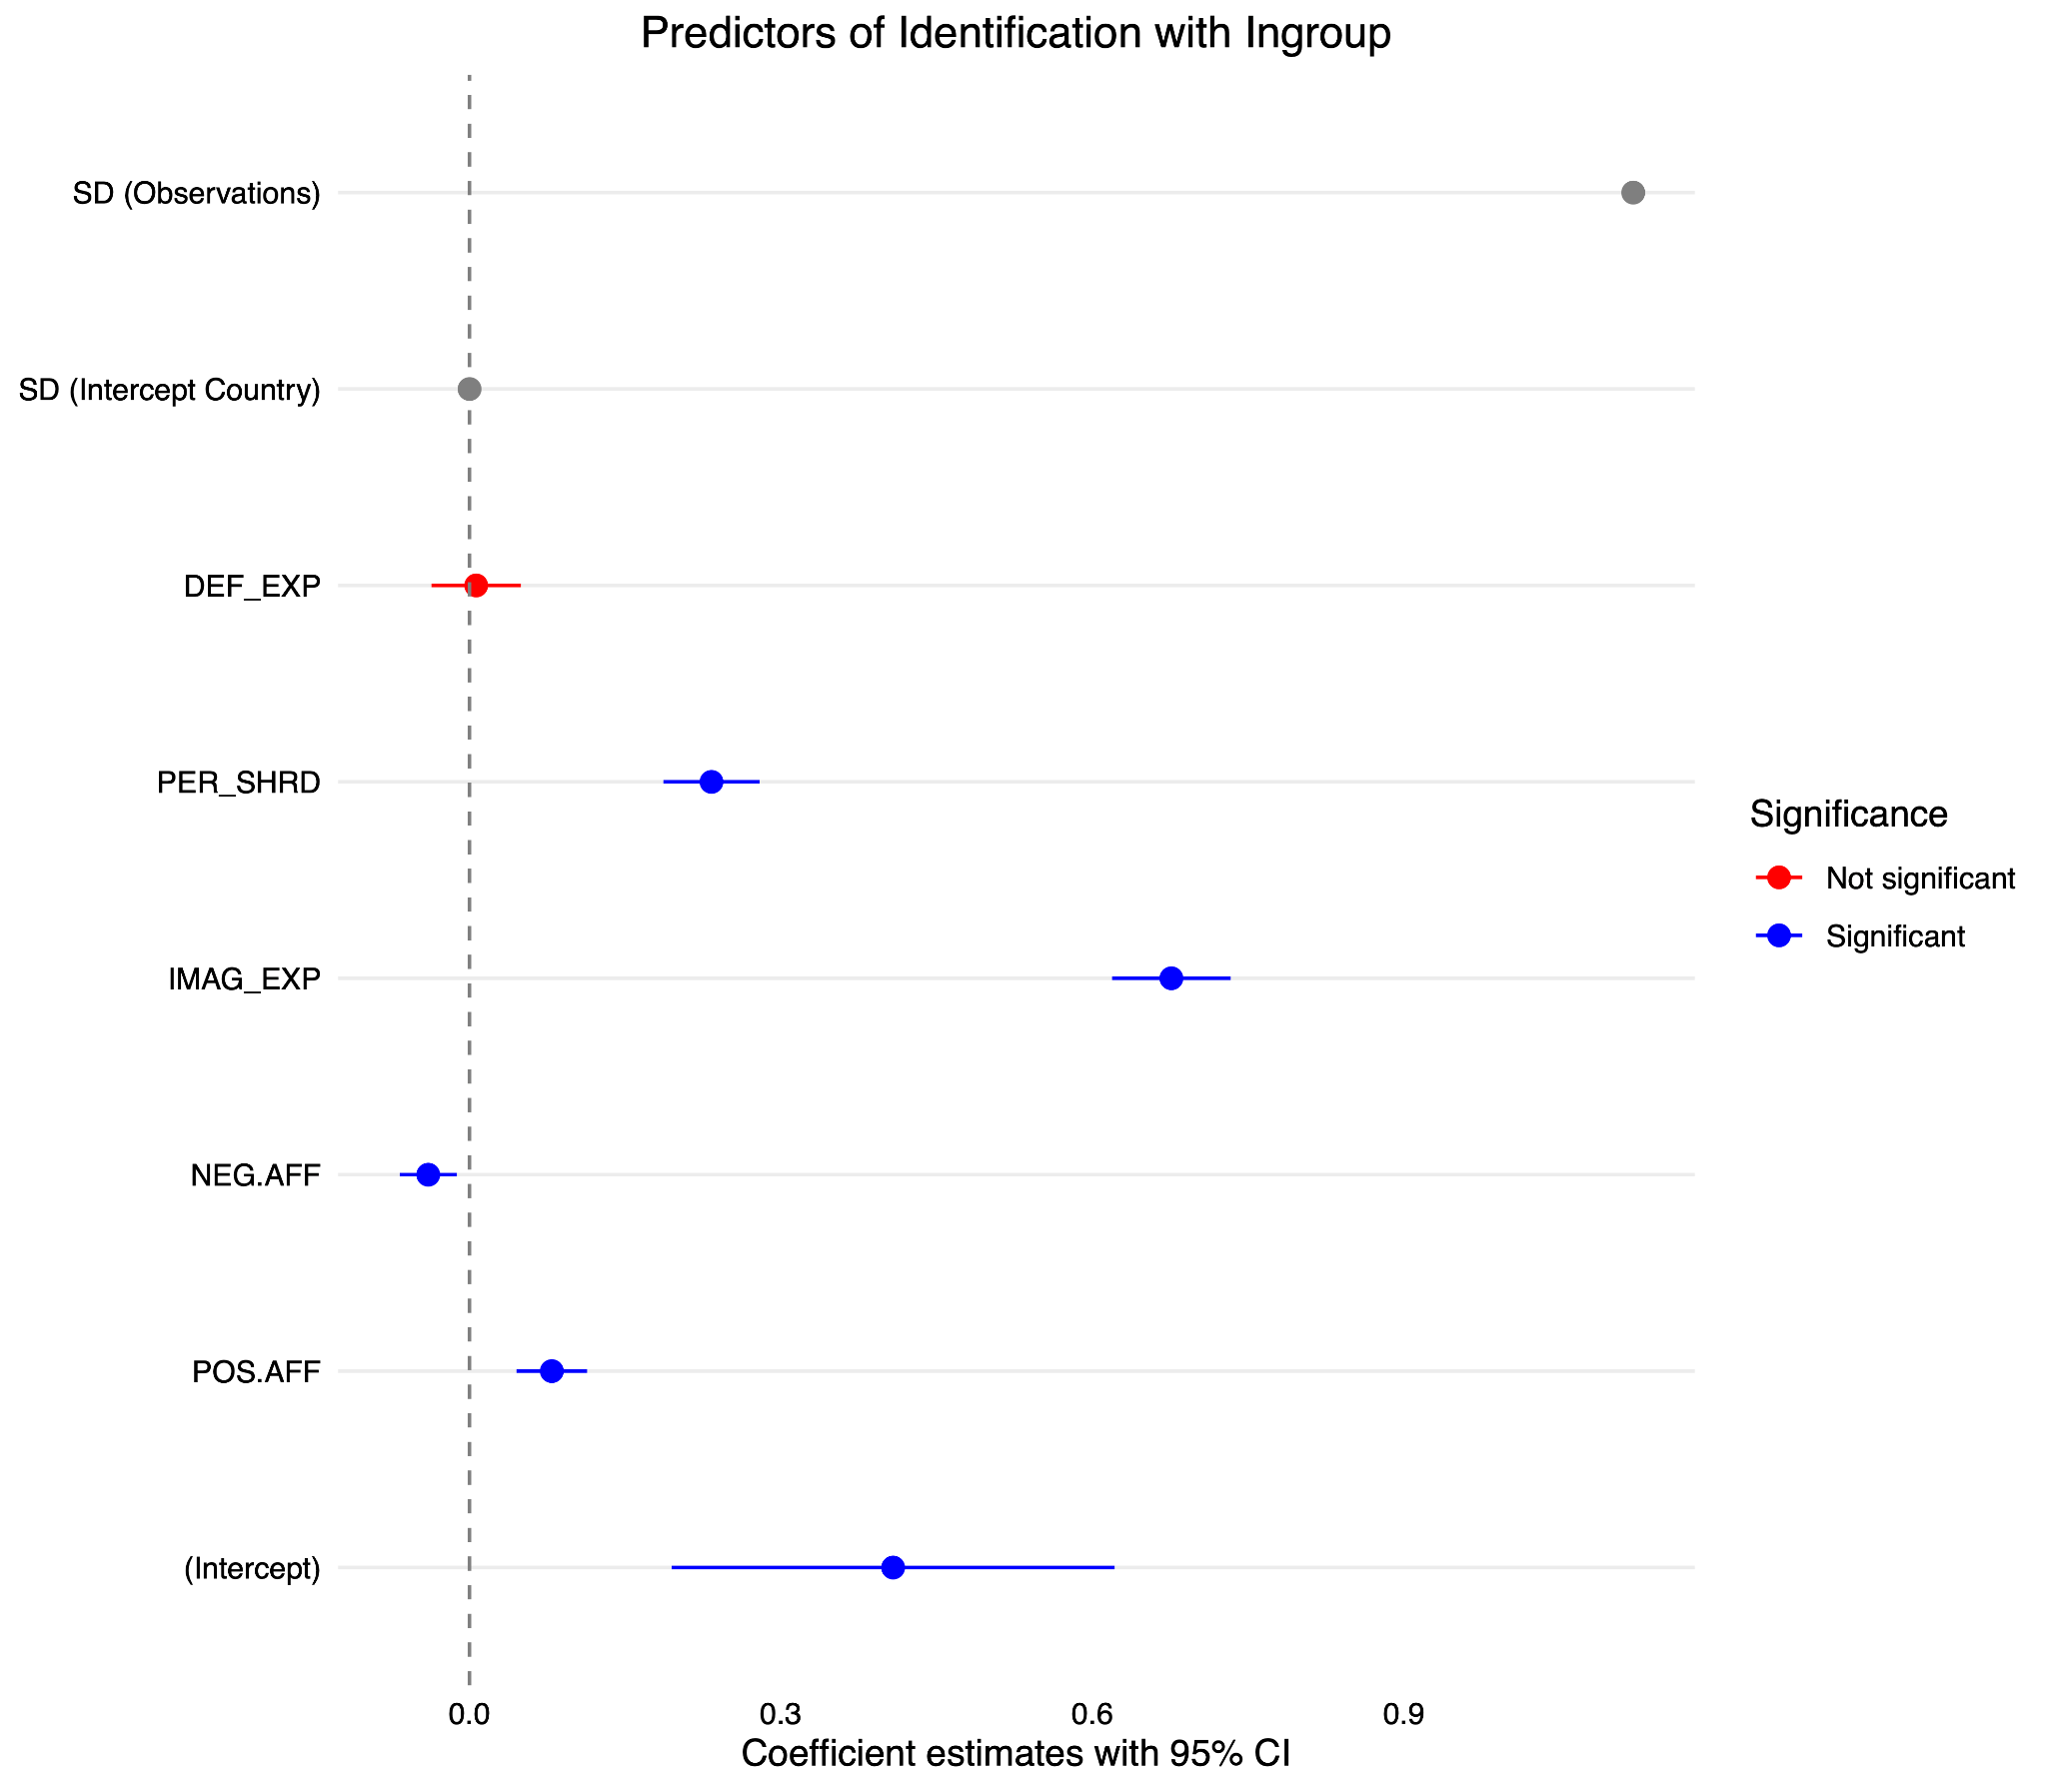 Predictors of Identification with Ingroup
SD (Observations)
SD (Intercept Country)
DEF_EXP
PER_SHRD
IMAG_EXP
NEG.AFF
POS.AFF
(Intercept)
0.0 0.3 0.6 0.9
Coefficient estimates with 95% CI
Significance
Not significant
Significant